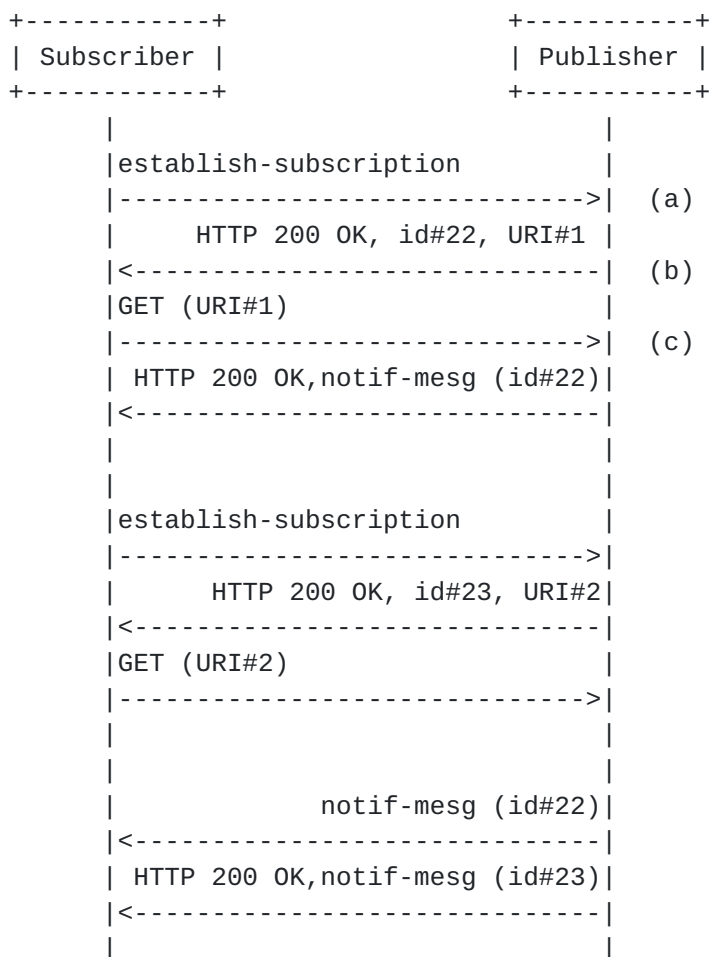 +------------+                  +-----------+
| Subscriber |                  | Publisher |
+------------+                  +-----------+
      |                               |
      |establish-subscription         |
      |------------------------------>|  (a)
      |     HTTP 200 OK, id#22, URI#1 |
      |<------------------------------|  (b)
      |GET (URI#1)                    |
      |------------------------------>|  (c)
      | HTTP 200 OK,notif-mesg (id#22)|
      |<------------------------------|
      |                               |
      |                               |
      |establish-subscription         |
      |------------------------------>|
      |      HTTP 200 OK, id#23, URI#2|
      |<------------------------------|
      |GET (URI#2)                    |
      |------------------------------>|
      |                               |
      |                               |
      |             notif-mesg (id#22)|
      |<------------------------------|
      | HTTP 200 OK,notif-mesg (id#23)|
      |<------------------------------|
      |                               |